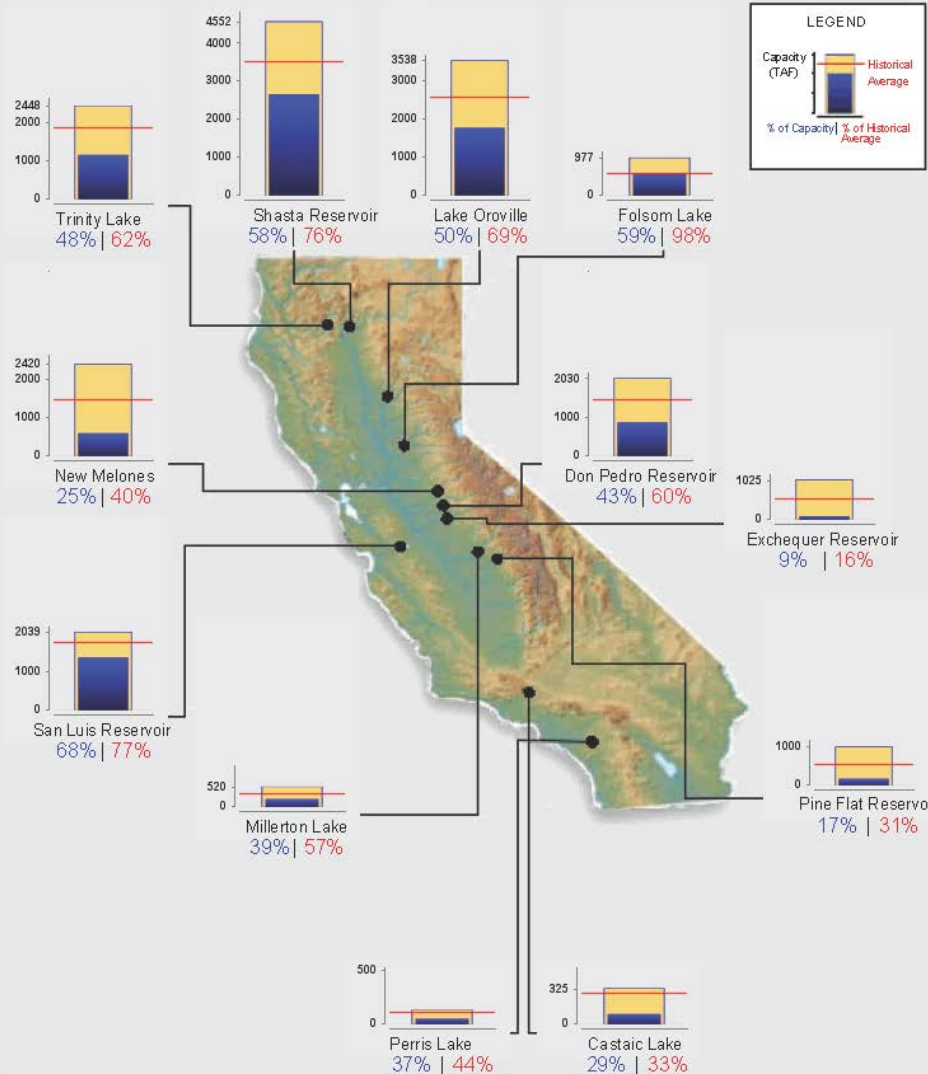 4552
4000
3000
2000
1000
0
Shasta Reservoir
58% | 76%
3538
3000
2000
1000
0
Lake Oroville
50% | 69%
LEGEND
Capacity
(TAF)
Historical
Average
% of Capacity | % of Historical
Average
2448
2000
1000
0
Trinity Lake
48% | 62%
977
0
Folsom Lake
59% | 98%
2420
2000
1000
0
New Melones
25% | 40%
2030
1000
0
Don Pedro Reservoir
43% | 60%
1025
0
Exchequer Reservoir
9% | 16%
2039
1000
0
San Luis Reservoir
68% | 77%
520
0
Millerton Lake
39% | 57%
1000
0
Pine Flat Reservo
17% | 31%
500
0
Perris Lake
37% | 44%
325
0
Castaic Lake
29% | 33%